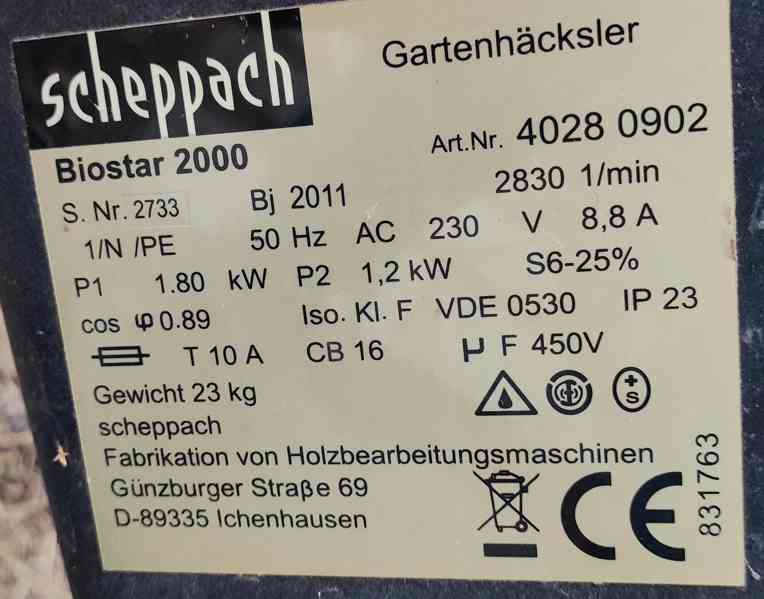 scheppach
Gartenhäcksler
Biostar 2000
Art.Nr. 4028 0902
S. Nr. 2733 Bj 2011 2830 1/min
1/N /PE 50 Hz AC 230 V 8,8 A
P1 1.80 kW P2 1,2 kW S6-25%
cos φ 0.89 Iso. Kl. F VDE 0530 IP 23
T 10 A CB 16 µ F 450V
Gewicht 23 kg
+
s
scheppach
Fabrikation von Holzbearbeitungsmaschinen
Günzburger Straße 69
D-89335 Ichenhausen
CE
831763